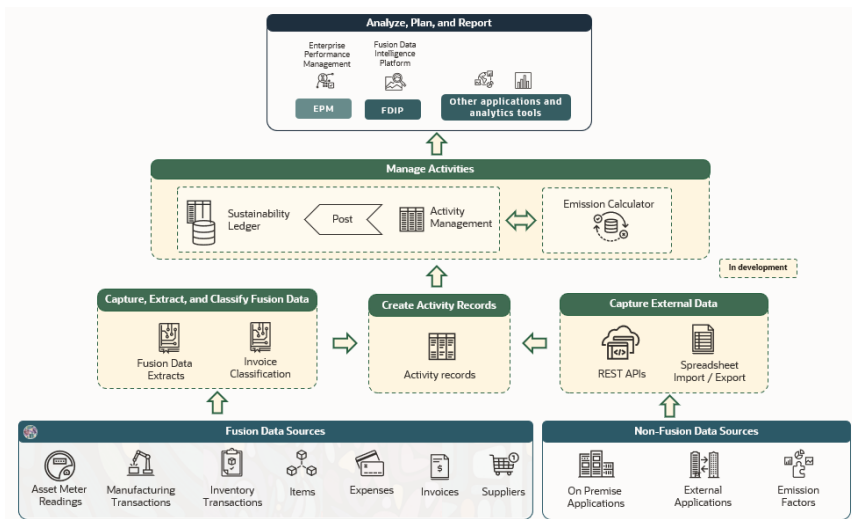 Analyze, Plan, and Report
Enterprise
Performance
Management
Fusion Data
Intelligence
Platform
EPM
FDIP
Other applications and
analytics tools
Manage Activities
Sustainability
Ledger
Post
Activity
Management
Emission Calculator
In development
Capture, Extract, and Classify Fusion Data
Fusion Data
Extracts
Invoice
Classification
Create Activity Records
Activity records
Capture External Data
REST APIs
Spreadsheet
Import / Export
Fusion Data Sources
Asset Meter
Readings
Manufacturing
Transactions
Inventory
Transactions
Items
Expenses
Invoices
Suppliers
Non-Fusion Data Sources
On Premise
Applications
External
Applications
Emission
Factors